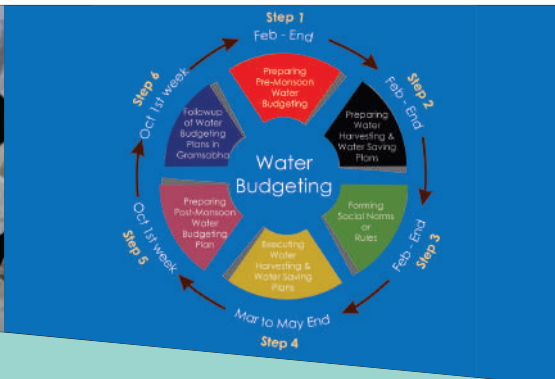 Step 1
Feb - End
Preparing
Pre-Monsoon
Water
Budgeting
Step 2
Feb - End
Preparing
Water
Harvesting &
Water Saving
Plans
Step 3
Feb - End
Forming
Social Norms
or
Rules
Step 4
Mar to May End
Executing
Water
Harvesting &
Water Saving
Plans
Step 5
Oct 1st week
Preparing
Post-Monsoon
Water
Budgeting
Plan
Step 6
Oct 1st week
Followup
of Water
Budgeting
Plans in
Gramsabha
Water
Budgeting